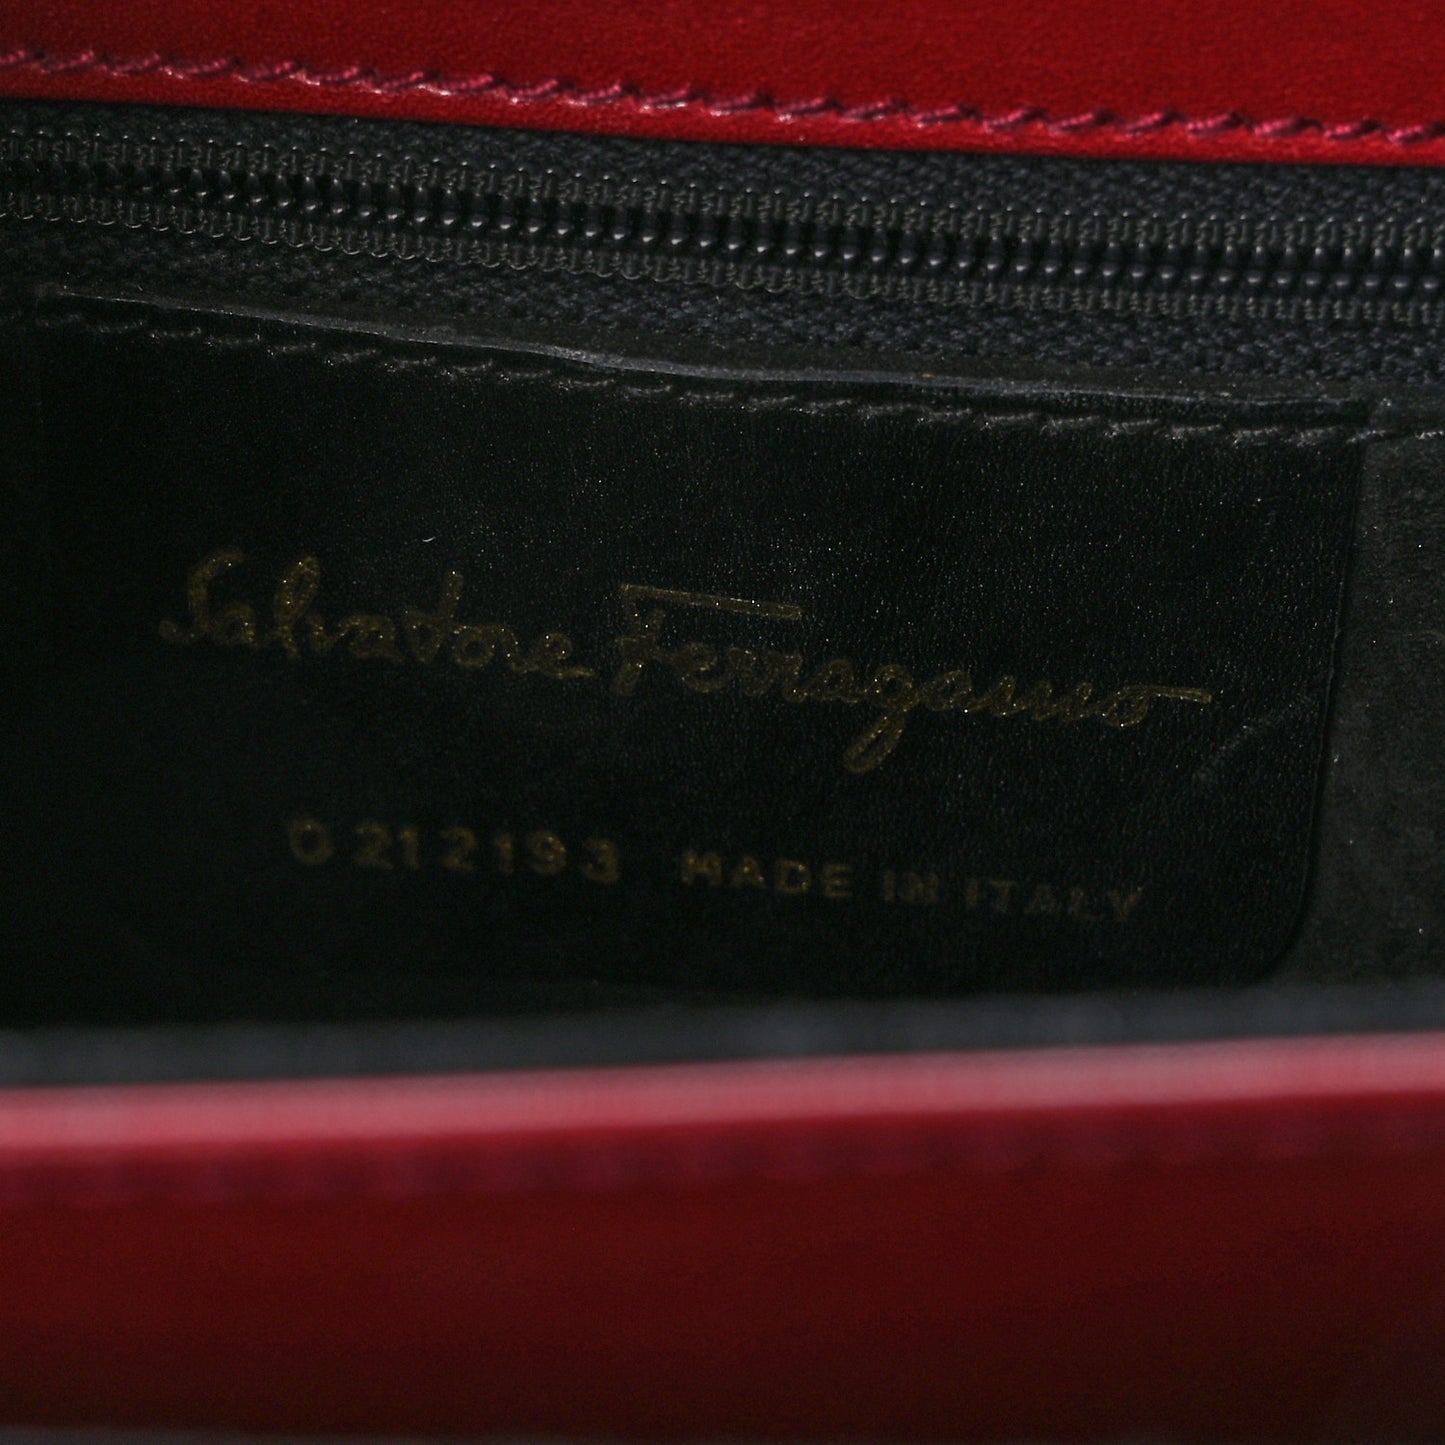 Salvatore Ferragamo
0212193 MADE IN ITALY